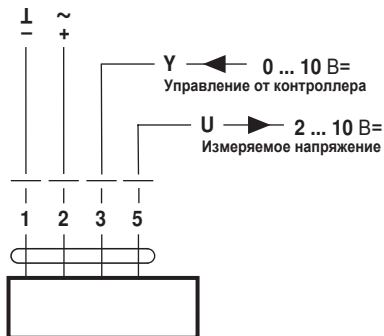 ⊥ ~
– +
Y 0 ... 10 В=
Управление от контроллера
U 2 ... 10 В=
Измеряемое напряжение
1 2 3 5